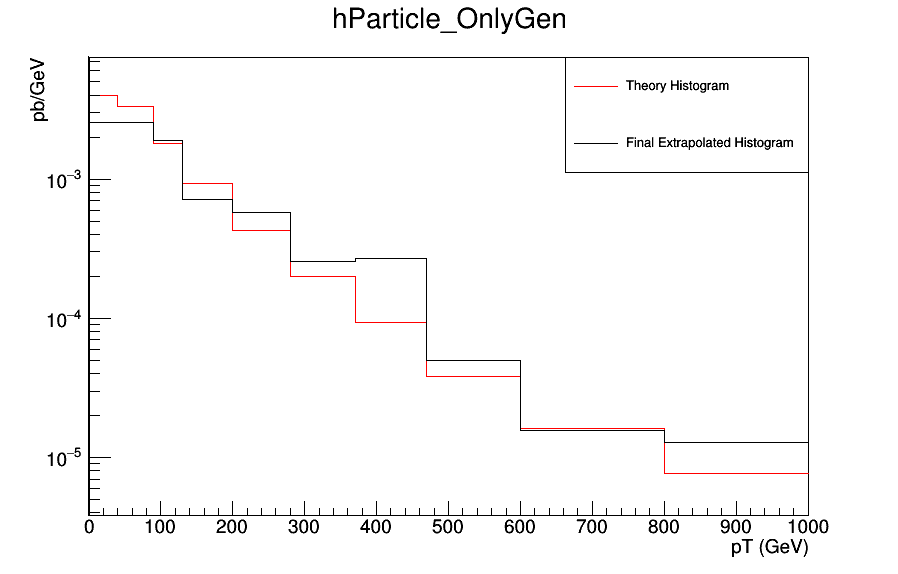 hParticle_OnlyGen
pb/GeV
Theory Histogram
Final Extrapolated Histogram
10⁻³
10⁻⁴
10⁻⁵
0 100 200 300 400 500 600 700 800 900 1000
pT (GeV)